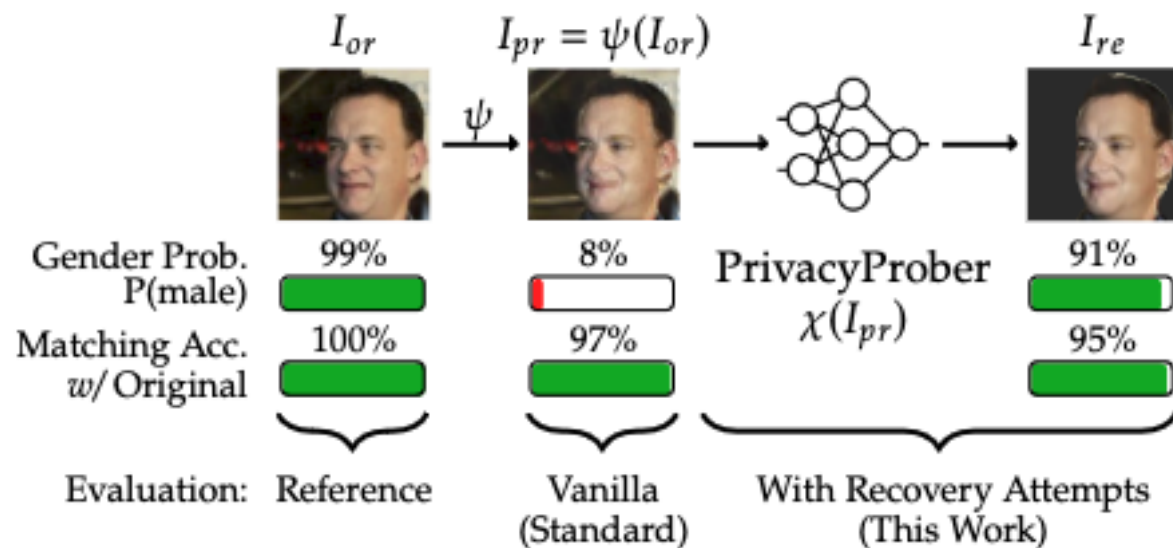 I_or
I_pr = ψ(I_or)
I_re
ψ
Gender Prob.
P(male)
99%
8%
91%
PrivacyProber
χ(I_pr)
Matching Acc.
w/ Original
100%
97%
95%
Evaluation:
Reference
Vanilla
(Standard)
With Recovery Attempts
(This Work)